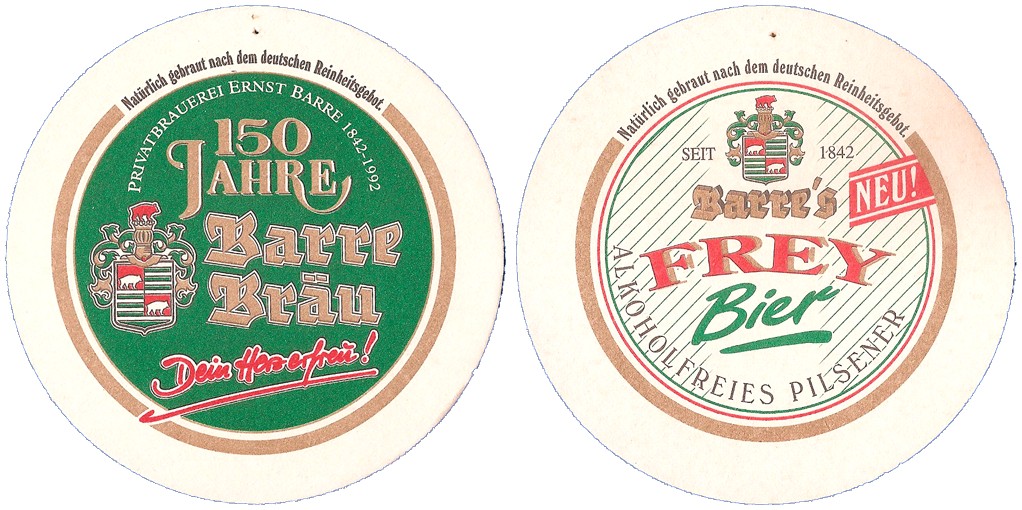 Natürlich gebraut nach dem deutschen Reinheitsgebot.
PRIVATBRAUEREI ERNST BARRE 1842-1992
150
JAHRE
Barre
Bräu
Dein Herz erfreu!
Natürlich gebraut nach dem deutschen Reinheitsgebot.
SEIT 1842
Barre's
NEU!
FREY
Bier
ALKOHOLFREIES PILSENER